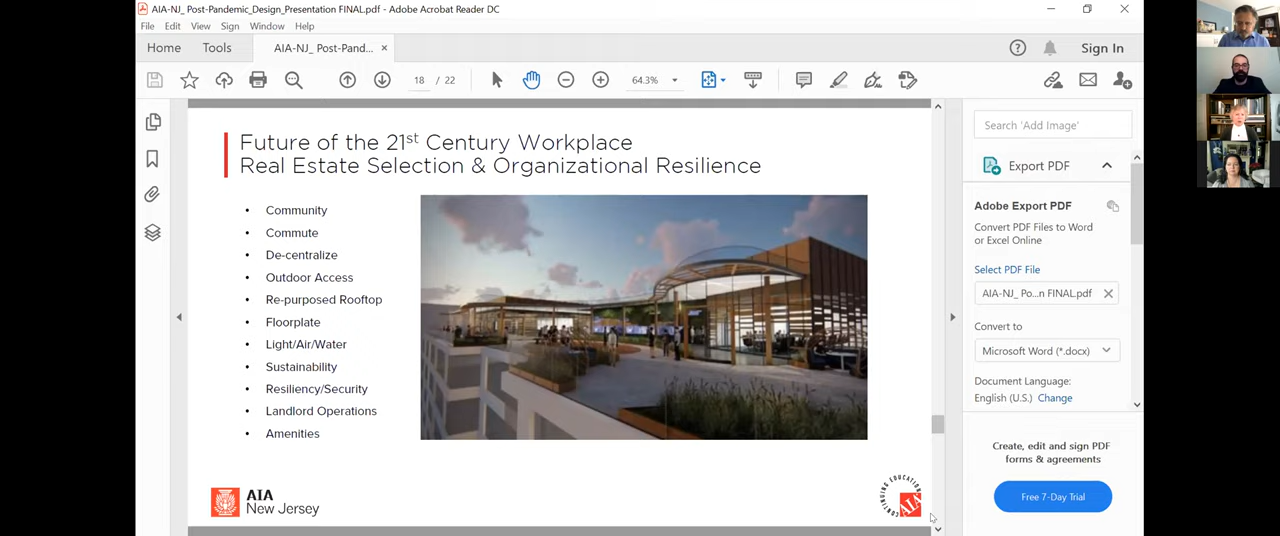 AIA-NJ_ Post-Pandemic_Design_Presentation FINAL.pdf - Adobe Acrobat Reader DC
File Edit View Sign Window Help
Home Tools AIA-NJ_ Post-Pand... × Sign In
18 / 22 64.3%
Future of the 21st Century Workplace
Real Estate Selection & Organizational Resilience
• Community
• Commute
• De-centralize
• Outdoor Access
• Re-purposed Rooftop
• Floorplate
• Light/Air/Water
• Sustainability
• Resiliency/Security
• Landlord Operations
• Amenities
AIA
New Jersey
CONTINUING EDUCATION
AIA
Search 'Add Image'
Export PDF
Adobe Export PDF
Convert PDF Files to Word
or Excel Online
Select PDF File
AIA-NJ_ Po...n FINAL.pdf
Convert to
Microsoft Word (*.docx)
Document Language:
English (U.S.) Change
Create, edit and sign PDF
forms & agreements
Free 7-Day Trial